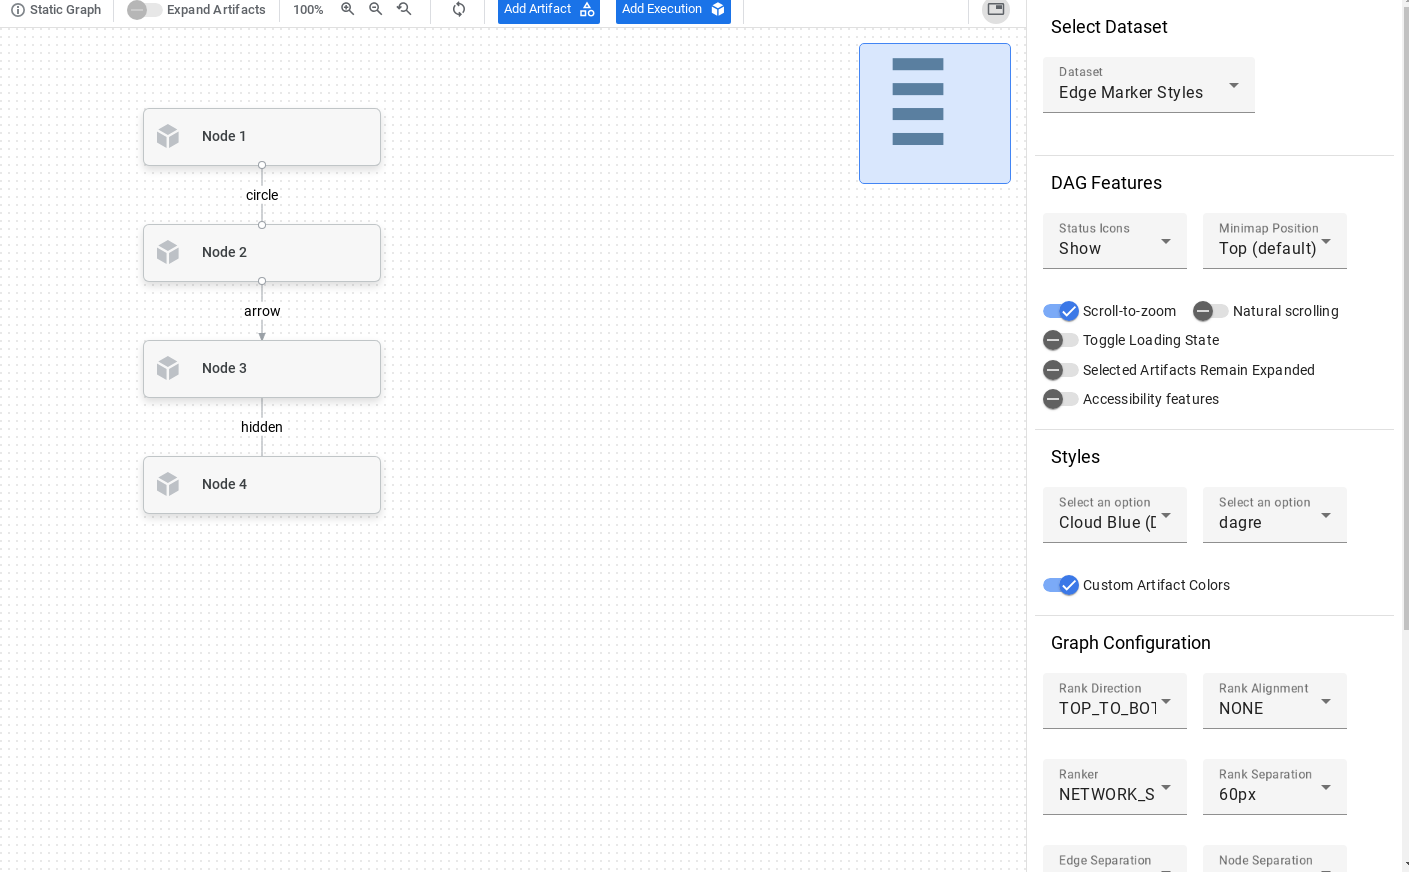 Static Graph
Expand Artifacts
100%
Add Artifact
Add Execution
Node 1
circle
Node 2
arrow
Node 3
hidden
Node 4
Select Dataset
Dataset
Edge Marker Styles
DAG Features
Status Icons
Show
Minimap Position
Top (default)
Scroll-to-zoom
Natural scrolling
Toggle Loading State
Selected Artifacts Remain Expanded
Accessibility features
Styles
Select an option
Cloud Blue (D
Select an option
dagre
Custom Artifact Colors
Graph Configuration
Rank Direction
TOP_TO_BOT
Rank Alignment
NONE
Ranker
NETWORK_S
Rank Separation
60px
Edge Separation
Node Separation